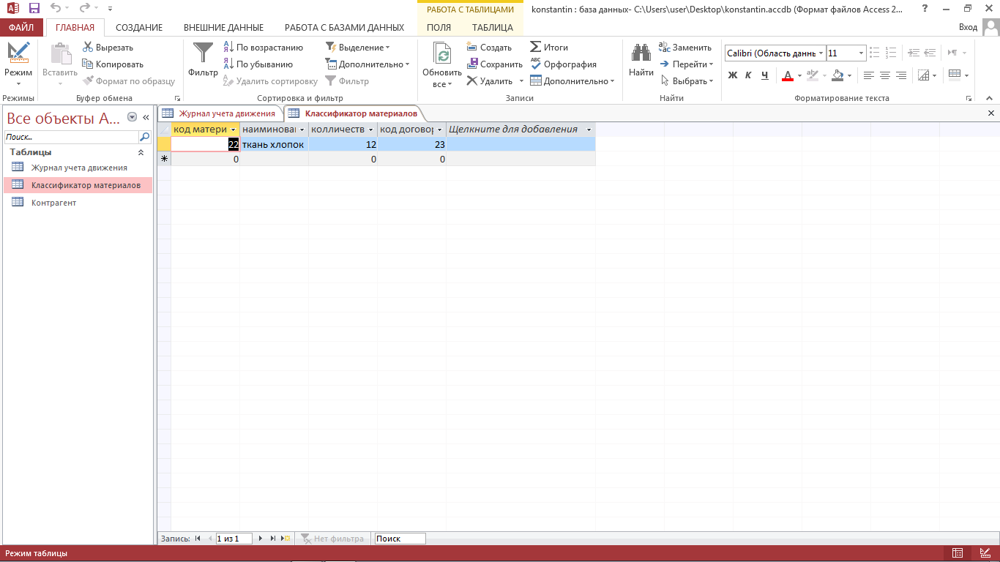 РАБОТА С ТАБЛИЦАМИ
konstantin : база данных- C:\Users\user\Desktop\konstantin.accdb (Формат файлов Access 2...
?
ФАЙЛ ГЛАВНАЯ СОЗДАНИЕ ВНЕШНИЕ ДАННЫЕ РАБОТА С БАЗАМИ ДАННЫХ ПОЛЯ ТАБЛИЦА Вход
Режим
Режимы
Вставить
Вырезать
Копировать
Формат по образцу
Буфер обмена
Фильтр
По возрастанию
По убыванию
Удалить сортировку
Выделение
Дополнительно
Фильтр
Сортировка и фильтр
Обновить
все
Создать
Сохранить
Удалить
Итоги
Орфография
Дополнительно
Записи
Найти
Заменить
Перейти
Выбрать
Найти
Calibri (Область данны 11
Ж К Ч А
Форматирование текста
Все объекты A...
Поиск...
Таблицы
Журнал учета движения
Классификатор материалов
Контрагент
Журнал учета движения Классификатор материалов
код матери наиминован колличеств код договор Щелкните для добавления
22 ткань хлопок 12 23
0 0 0
Запись: 1 из 1 Нет фильтра Поиск
Режим таблицы